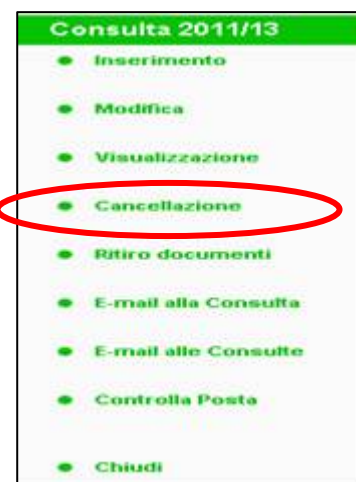 Consulta 2011/13
Inserimento
Modifica
Visualizzazione
Cancellazione
Ritiro documenti
E-mail alla Consulta
E-mail alle Consulte
Controlla Posta
Chiudi